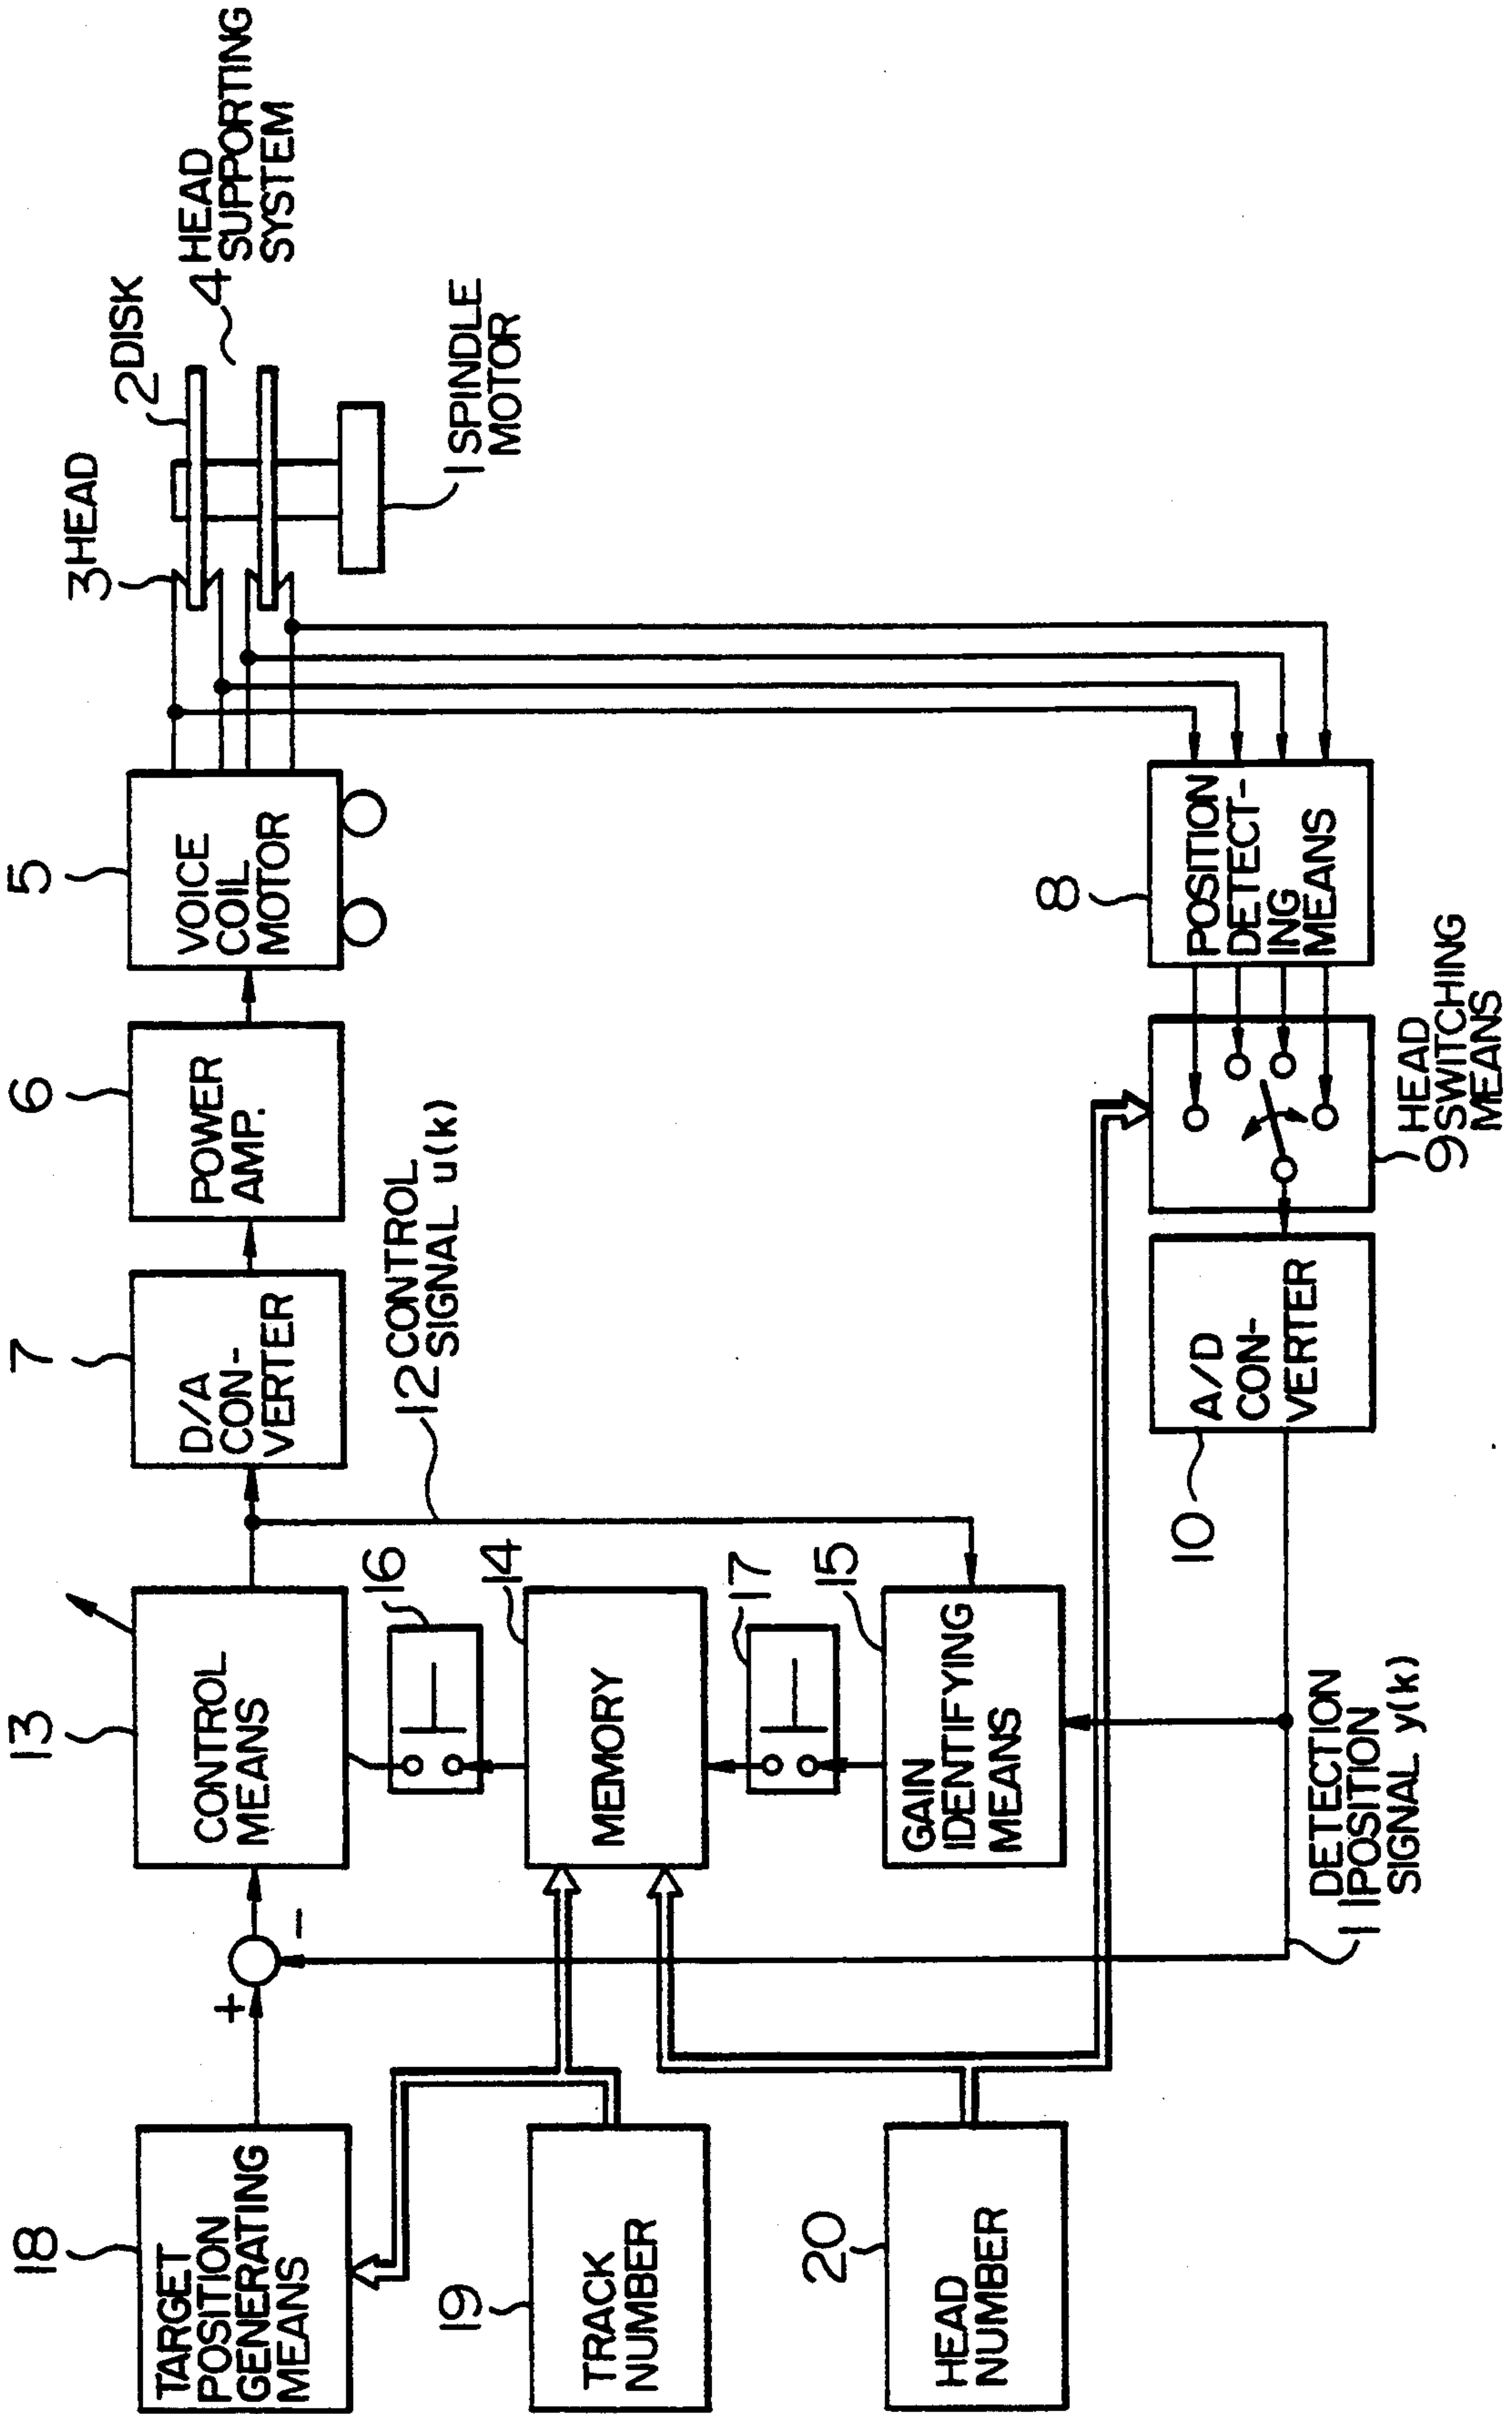 18
TARGET
POSITION
GENERATING
MEANS
+
-
13
CONTROL
MEANS
7
D/A
CON-
VERTER
6
POWER
AMP.
5
VOICE
COIL
MOTOR
3 HEAD
2 DISK
4 HEAD
SUPPORTING
SYSTEM
1 SPINDLE
MOTOR
12 CONTROL
SIGNAL u(k)
16
19
TRACK
NUMBER
14
MEMORY
17
20
HEAD
NUMBER
15
GAIN
IDENTIFYING
MEANS
10
A/D
CON-
VERTER
8
POSITION
DETECT-
ING
MEANS
HEAD
9 SWITCHING
MEANS
DETECTION
11 POSITION
SIGNAL y(k)